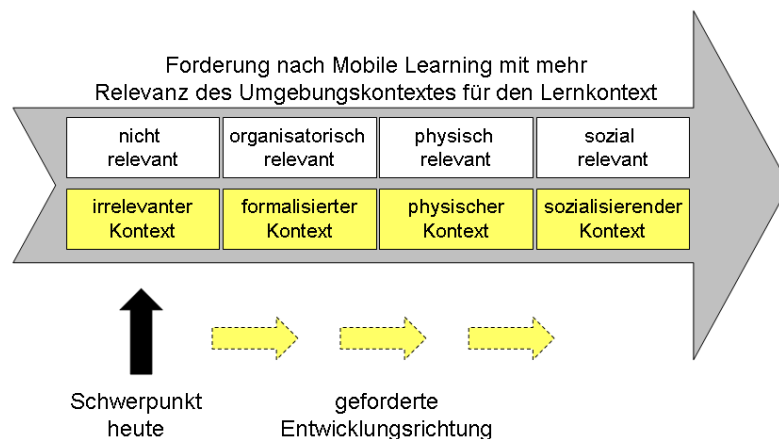 Forderung nach Mobile Learning mit mehr
Relevanz des Umgebungskontextes für den Lernkontext
nicht
relevant
organisatorisch
relevant
physisch
relevant
sozial
relevant
irrelevanter
Kontext
formalisierter
Kontext
physischer
Kontext
sozialisierender
Kontext
Schwerpunkt
heute
geforderte
Entwicklungsrichtung